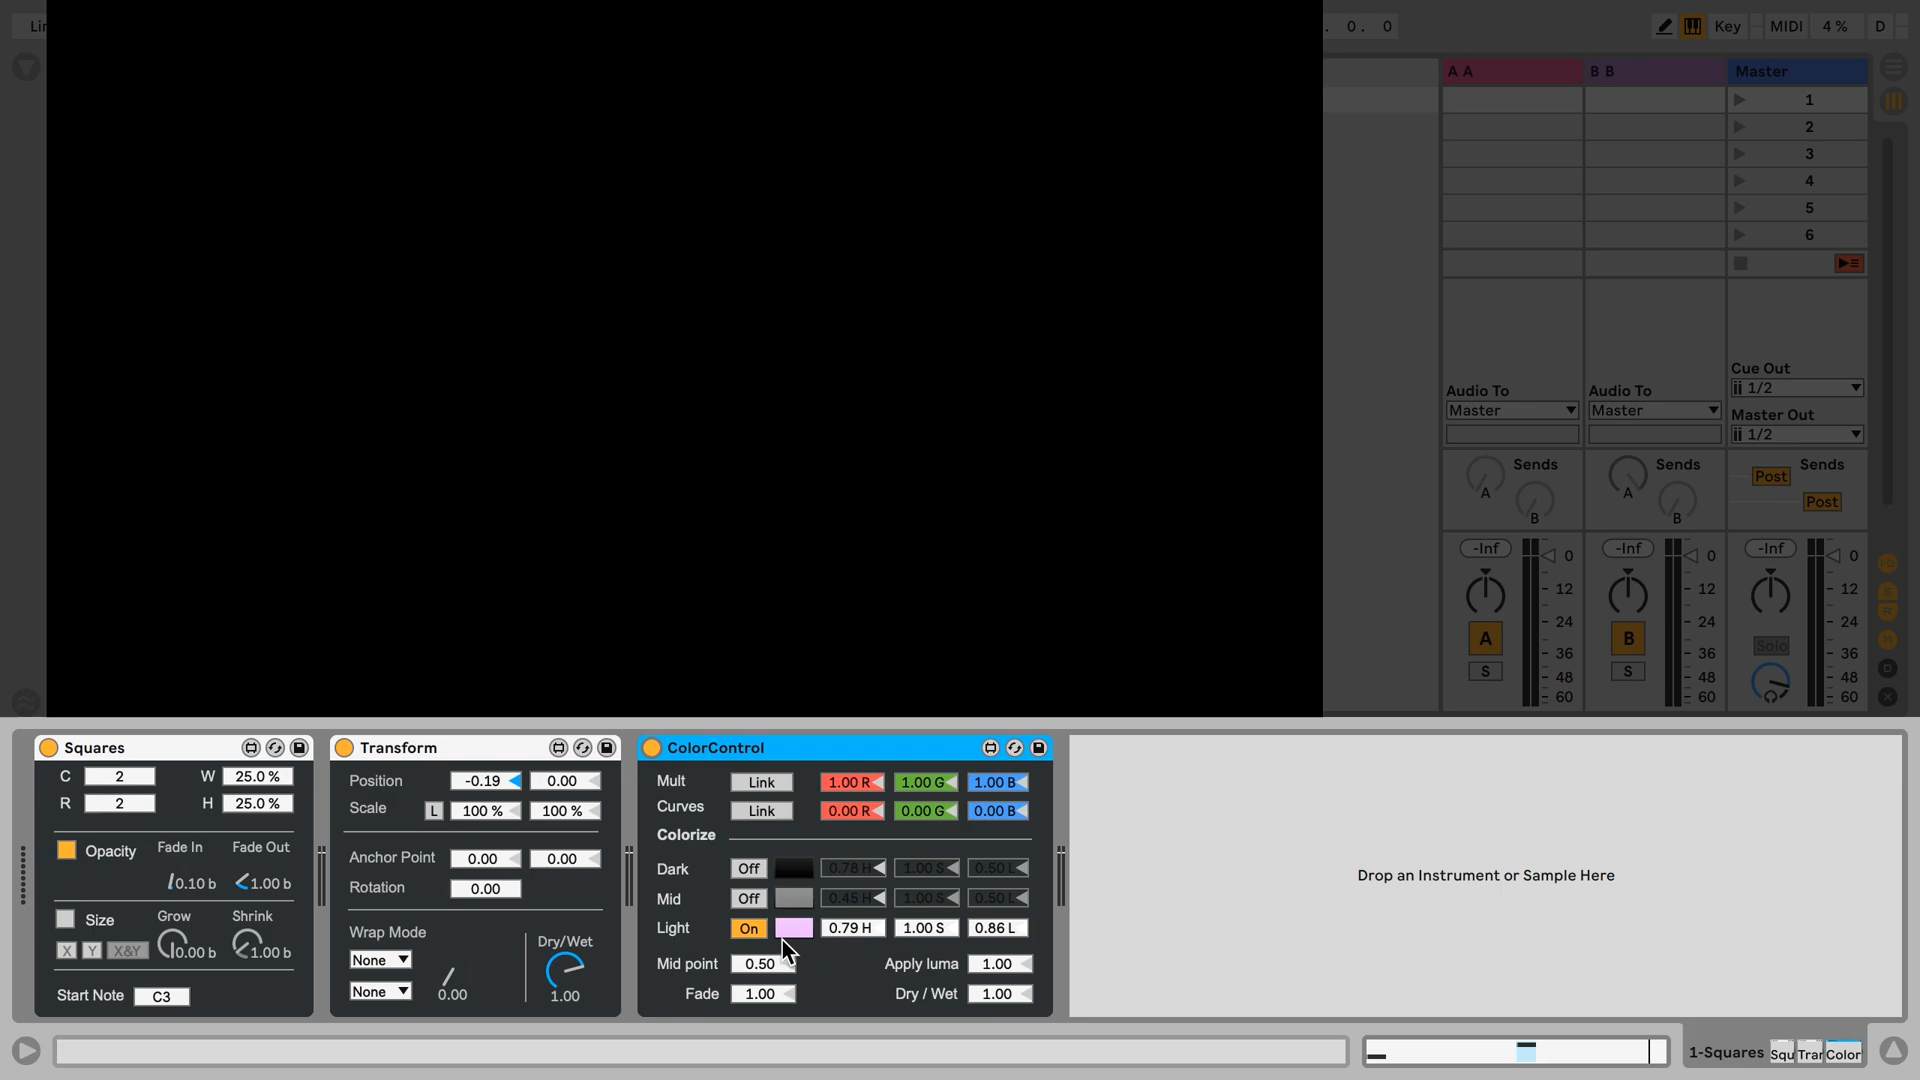 . 0. 0
Key
MIDI
4 %
D
A A
B B
Master
1
2
3
4
5
6
Audio To
Master
Audio To
Master
Cue Out
1/2
Master Out
1/2
Sends
A
B
Sends
A
B
Sends
Post
Post
-Inf
0
12
24
36
48
60
A
S
-Inf
0
12
24
36
48
60
B
S
-Inf
0
12
24
36
48
60
Solo
Squares
C 2 W 25.0 %
R 2 H 25.0 %
Opacity Fade In Fade Out
0.10 b 1.00 b
Size Grow Shrink
X Y X&Y 0.00 b 1.00 b
Start Note C3
Transform
Position -0.19 0.00
Scale L 100 % 100 %
Anchor Point 0.00 0.00
Rotation 0.00
Wrap Mode
None
None
0.00
Dry/Wet
1.00
ColorControl
Mult Link 1.00 R 1.00 G 1.00 B
Curves Link 0.00 R 0.00 G 0.00 B
Colorize
Dark Off 0.78 H 1.00 S 0.50 L
Mid Off 0.45 H 1.00 S 0.50 L
Light On 0.79 H 1.00 S 0.86 L
Mid point 0.50 Apply luma 1.00
Fade 1.00 Dry / Wet 1.00
Drop an Instrument or Sample Here
1-Squares
Squ
Trar
Color